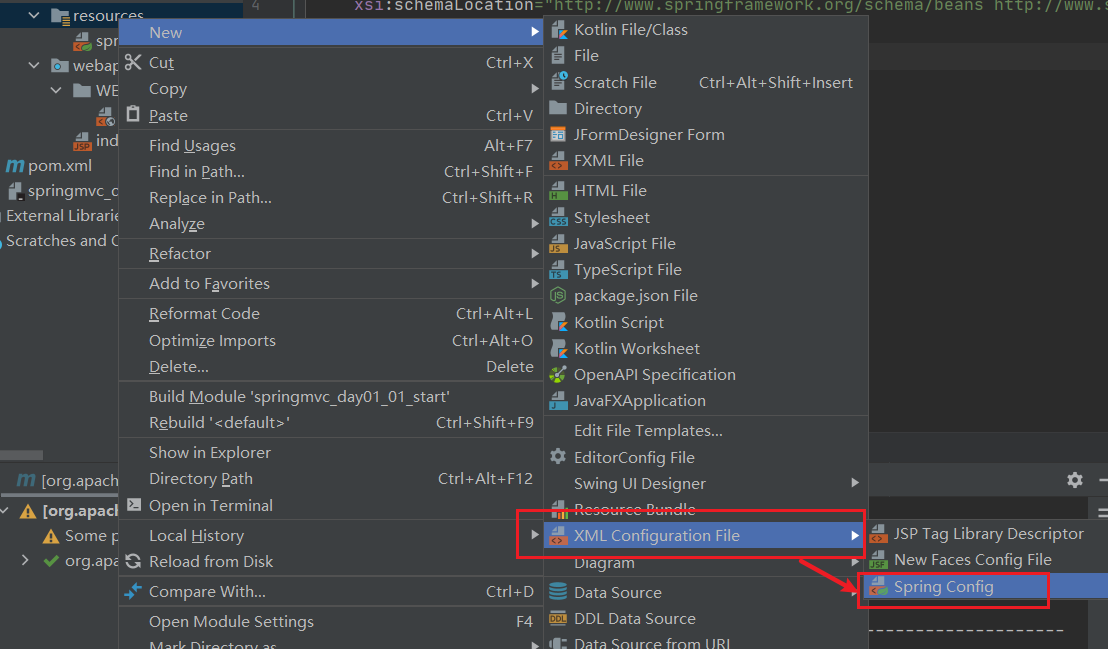 resources
4
xsi:schemaLocation="http://www.springframework.org/schema/beans http://www.s
spr
webap
WE
ind
pom.xml
springmvc_d
External Librarie
Scratches and C
New
Cut Ctrl+X
Copy
Paste Ctrl+V
Find Usages Alt+F7
Find in Path... Ctrl+Shift+F
Replace in Path... Ctrl+Shift+R
Analyze
Refactor
Add to Favorites
Reformat Code Ctrl+Alt+L
Optimize Imports Ctrl+Alt+O
Delete... Delete
Build Module 'springmvc_day01_01_start'
Rebuild '<default>' Ctrl+Shift+F9
Show in Explorer
Directory Path Ctrl+Alt+F12
Open in Terminal
Local History
Reload from Disk
Compare With... Ctrl+D
Open Module Settings F4
Mark Directory as
Kotlin File/Class
File
Scratch File Ctrl+Alt+Shift+Insert
Directory
JFormDesigner Form
FXML File
HTML File
Stylesheet
JavaScript File
TypeScript File
package.json File
Kotlin Script
Kotlin Worksheet
OpenAPI Specification
JavaFXApplication
Edit File Templates...
EditorConfig File
Swing UI Designer
Resource Bundle
XML Configuration File
Diagram
Data Source
DDL Data Source
Data Source from URL
JSP Tag Library Descriptor
New Faces Config File
Spring Config
[org.apach
[org.apach
Some p
org.apa
--------------------